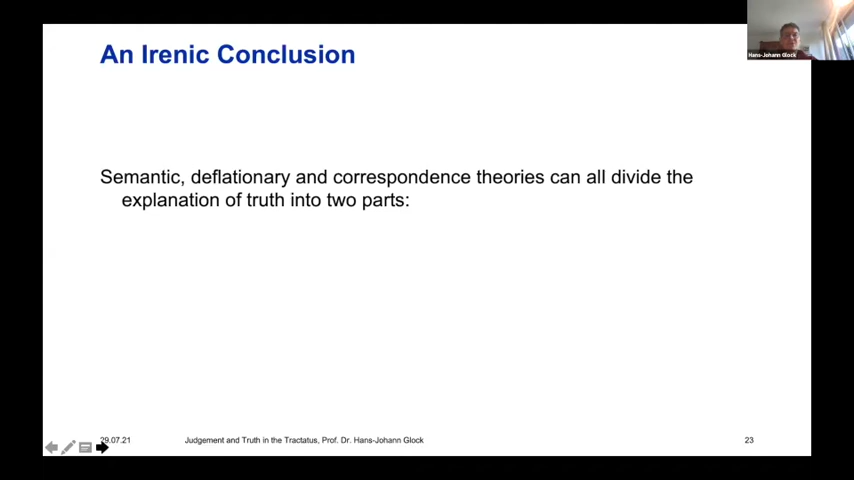 An Irenic Conclusion
Hans-Johann Glock
Semantic, deflationary and correspondence theories can all divide the
explanation of truth into two parts:
29.07.21
Judgement and Truth in the Tractatus, Prof. Dr. Hans-Johann Glock
23